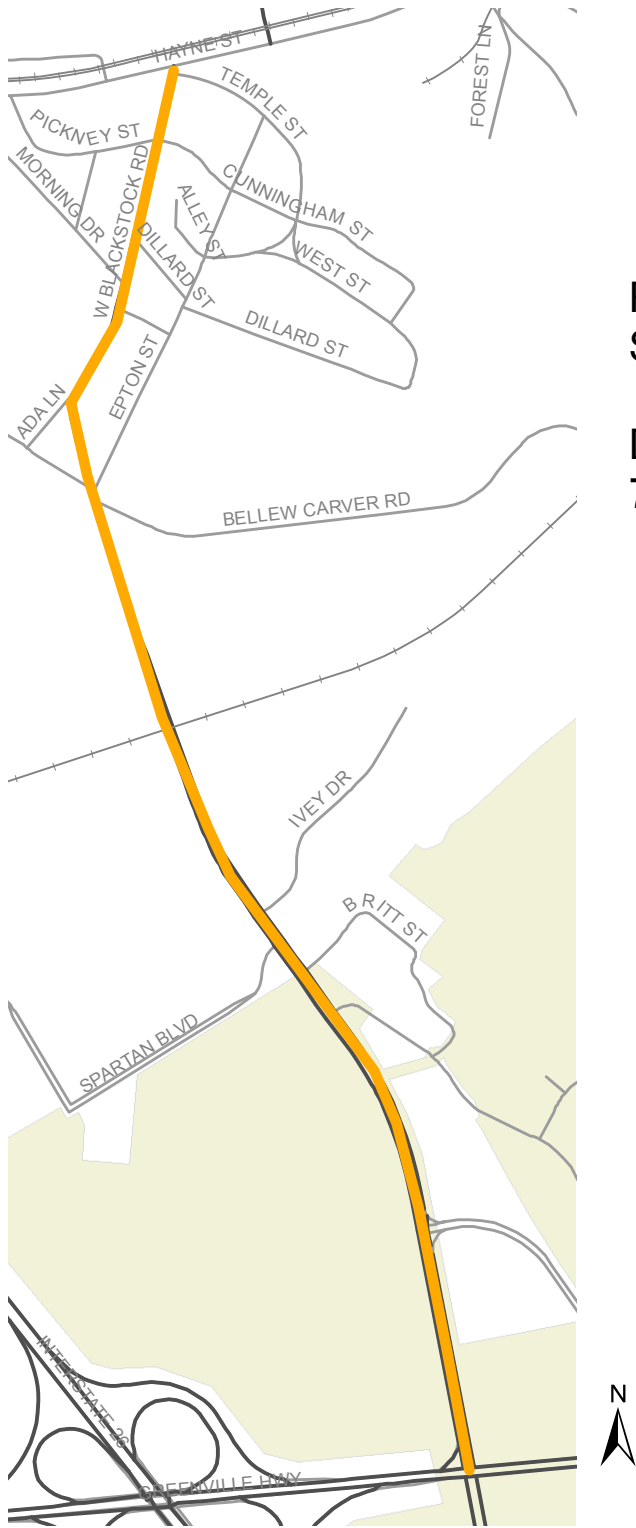 HAYNE ST
TEMPLE ST
FOREST LN
PICKNEY ST
MORNING DR
W BLACKSTOCK RD
CUNNINGHAM ST
ALLEY ST
DILLARD ST
WEST ST
DILLARD ST
EPTON ST
ADA LN
BELLEW CARVER RD
IVEY DR
B RITT ST
SPARTAN BLVD
INTERSTATE 26
GREENVILLE HWY
N